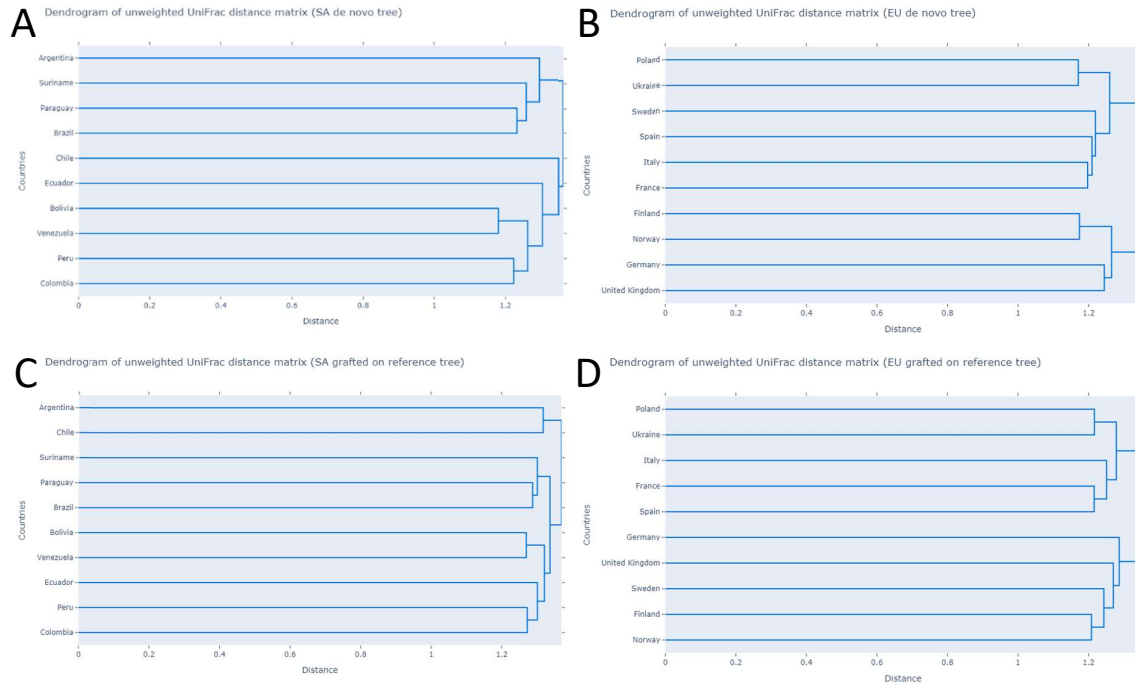 A
Dendrogram of unweighted UniFrac distance matrix (SA de novo tree)
Argentina
Suriname
Paraguay
Brazil
Chile
Ecuador
Bolivia
Venezuela
Peru
Colombia
Countries
0 0.2 0.4 0.6 0.8 1 1.2
Distance
B
Dendrogram of unweighted UniFrac distance matrix (EU de novo tree)
Poland
Ukraine
Sweden
Spain
Italy
France
Finland
Norway
Germany
United Kingdom
Countries
0 0.2 0.4 0.6 0.8 1 1.2
Distance
C
Dendrogram of unweighted UniFrac distance matrix (SA grafted on reference tree)
Argentina
Chile
Suriname
Paraguay
Brazil
Bolivia
Venezuela
Ecuador
Peru
Colombia
Countries
0 0.2 0.4 0.6 0.8 1 1.2
Distance
D
Dendrogram of unweighted UniFrac distance matrix (EU grafted on reference tree)
Poland
Ukraine
Italy
France
Spain
Germany
United Kingdom
Sweden
Finland
Norway
Countries
0 0.2 0.4 0.6 0.8 1 1.2
Distance